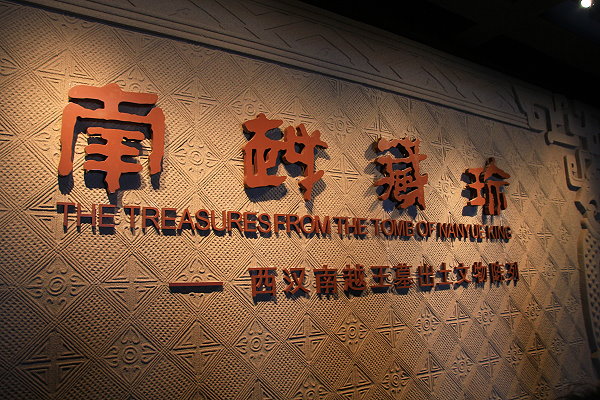 南越藏珍
THE TREASURES FROM THE TOMB OF NANYUE KING
— 西汉南越王墓出土文物陈列